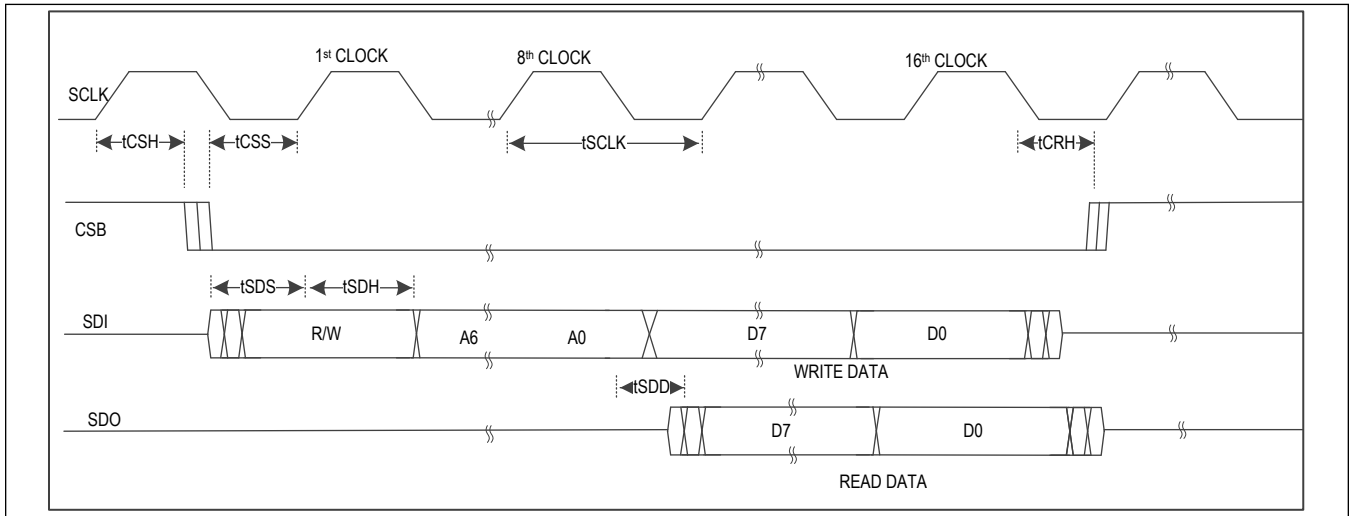 1st CLOCK 8th CLOCK 16th CLOCK
SCLK
tCSH tCSS tSCLK tCRH
CSB
tSDS tSDH
SDI R/W A6 A0 D7 D0
WRITE DATA
tSDD
SDO D7 D0
READ DATA